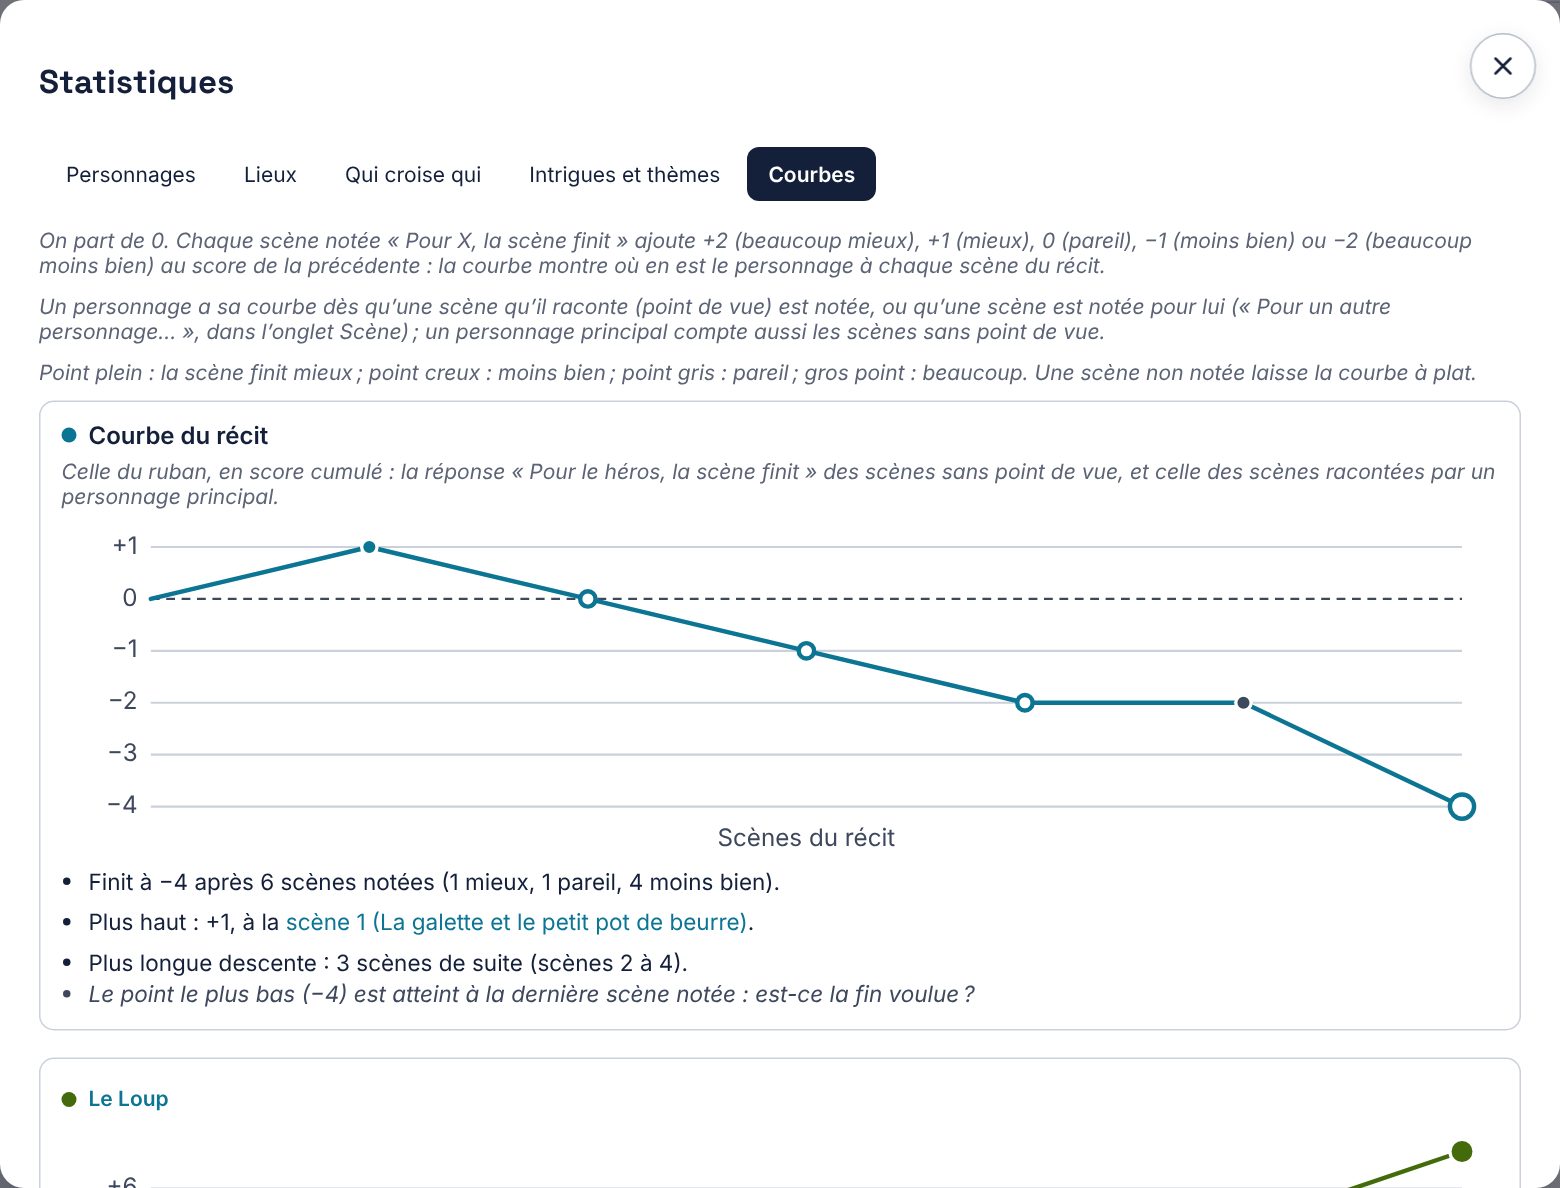 Statistiques
Personnages
Lieux
Qui croise qui
Intrigues et thèmes
Courbes
On part de 0. Chaque scène notée « Pour X, la scène finit » ajoute +2 (beaucoup mieux), +1 (mieux), 0 (pareil), −1 (moins bien) ou −2 (beaucoup
moins bien) au score de la précédente : la courbe montre où en est le personnage à chaque scène du récit.
Un personnage a sa courbe dès qu’une scène qu’il raconte (point de vue) est notée, ou qu’une scène est notée pour lui (« Pour un autre
personnage… », dans l’onglet Scène) ; un personnage principal compte aussi les scènes sans point de vue.
Point plein : la scène finit mieux ; point creux : moins bien ; point gris : pareil ; gros point : beaucoup. Une scène non notée laisse la courbe à plat.
Courbe du récit
Celle du ruban, en score cumulé : la réponse « Pour le héros, la scène finit » des scènes sans point de vue, et celle des scènes racontées par un
personnage principal.
+1
0
−1
−2
−3
−4
Scènes du récit
• Finit à −4 après 6 scènes notées (1 mieux, 1 pareil, 4 moins bien).
• Plus haut : +1, à la scène 1 (La galette et le petit pot de beurre).
• Plus longue descente : 3 scènes de suite (scènes 2 à 4).
• Le point le plus bas (−4) est atteint à la dernière scène notée : est-ce la fin voulue ?
Le Loup
+6